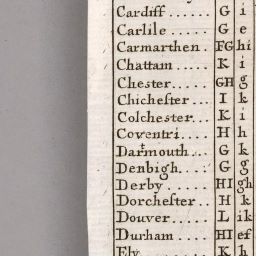 Cardiff ...... G i
Carlile ..... G e
Carmarthen . FG hi
Chattam .... K i
Chester .... GH g
Chichester ... I k
Colchester ... K i
Coventri .... H h
Dartmouth ... G k
Denbigh .... G g
Derby ..... HI gh
Dorchester .. H k
Douver ..... L ik
Durham .... HI ef
Ely ..... K h